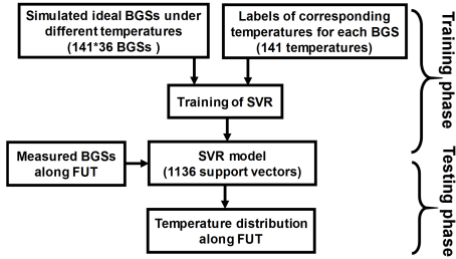 Simulated ideal BGSs under
different temperatures
(141*36 BGSs )
Labels of corresponding
temperatures for each BGS
(141 temperatures)
Training phase
Training of SVR
Measured BGSs
along FUT
SVR model
(1136 support vectors)
Testing phase
Temperature distribution
along FUT